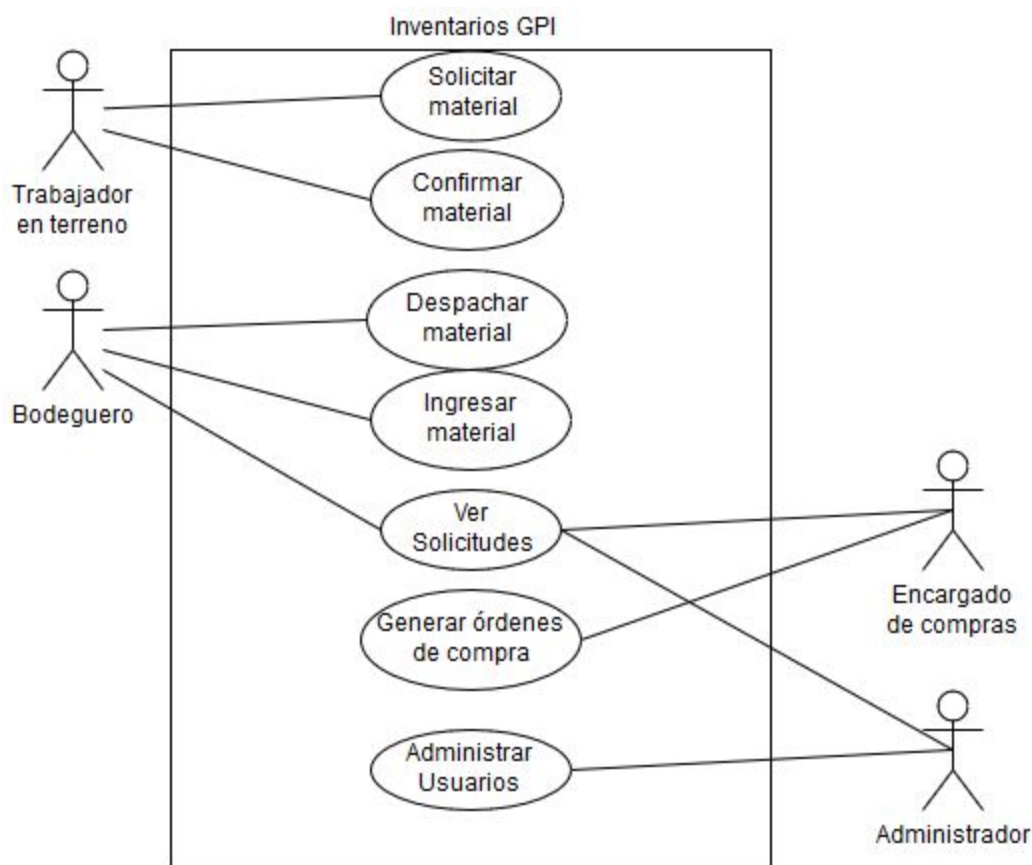 Inventarios GPI
Solicitar
material
Trabajador
en terreno
Confirmar
material
Despachar
material
Bodeguero
Ingresar
material
Ver
Solicitudes
Encargado
de compras
Generar órdenes
de compra
Administrar
Usuarios
Administrador